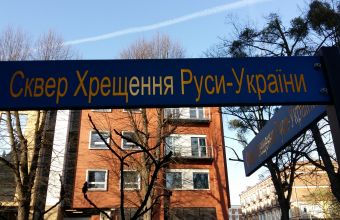 Сквер Хрещення Руси-України